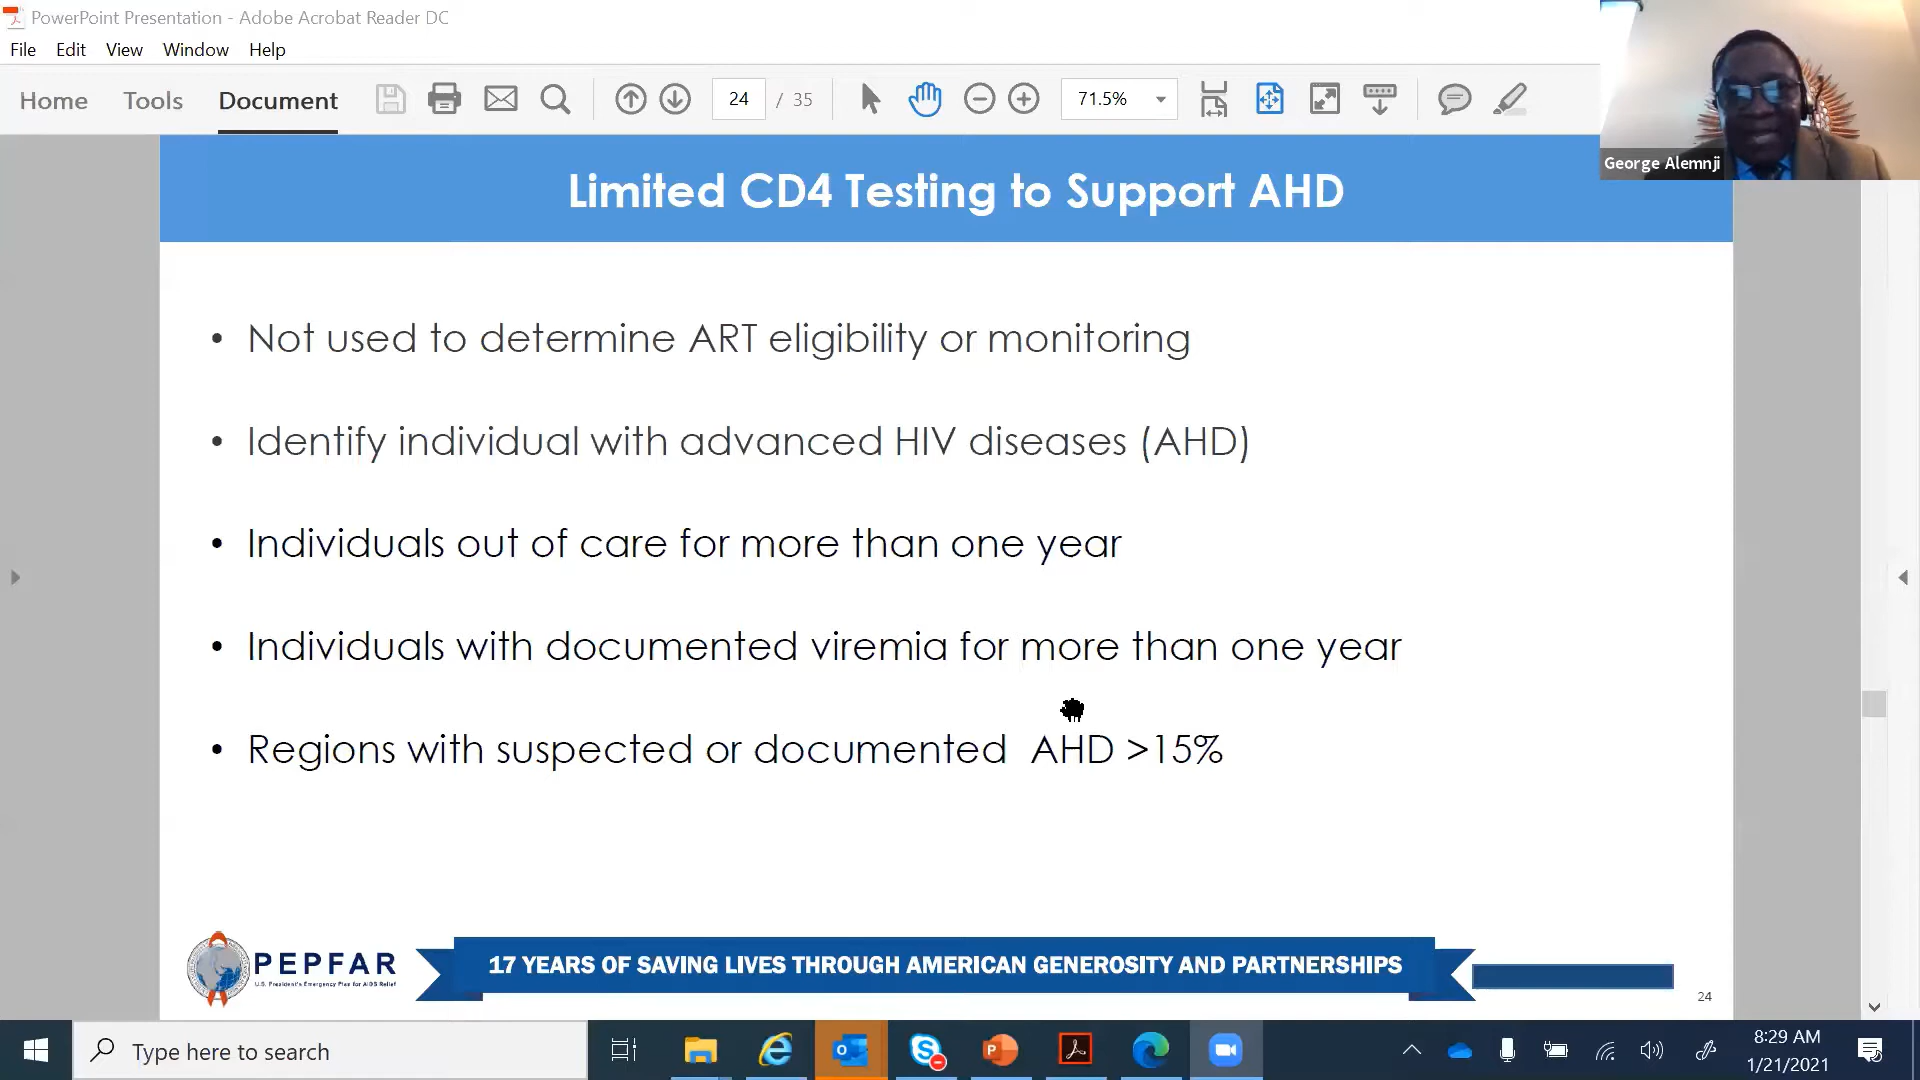 PowerPoint Presentation - Adobe Acrobat Reader DC
File Edit View Window Help
Home Tools Document 24 / 35 71.5%
George Alemnji
Limited CD4 Testing to Support AHD
• Not used to determine ART eligibility or monitoring
• Identify individual with advanced HIV diseases (AHD)
• Individuals out of care for more than one year
• Individuals with documented viremia for more than one year
• Regions with suspected or documented AHD >15%
PEPFAR
U.S. President's Emergency Plan for AIDS Relief
17 YEARS OF SAVING LIVES THROUGH AMERICAN GENEROSITY AND PARTNERSHIPS
24
Type here to search
8:29 AM
1/21/2021